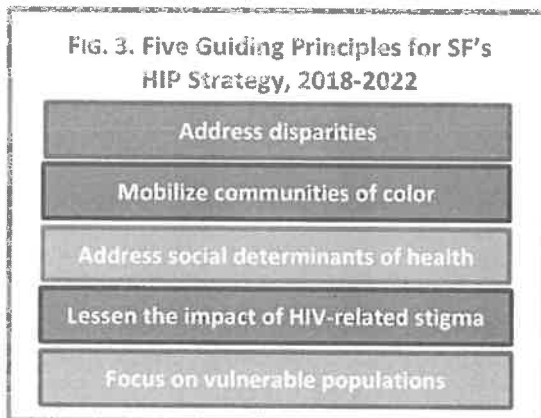 FIG. 3. Five Guiding Principles for SF's
HIP Strategy, 2018-2022
Address disparities
Mobilize communities of color
Address social determinants of health
Lessen the impact of HIV-related stigma
Focus on vulnerable populations